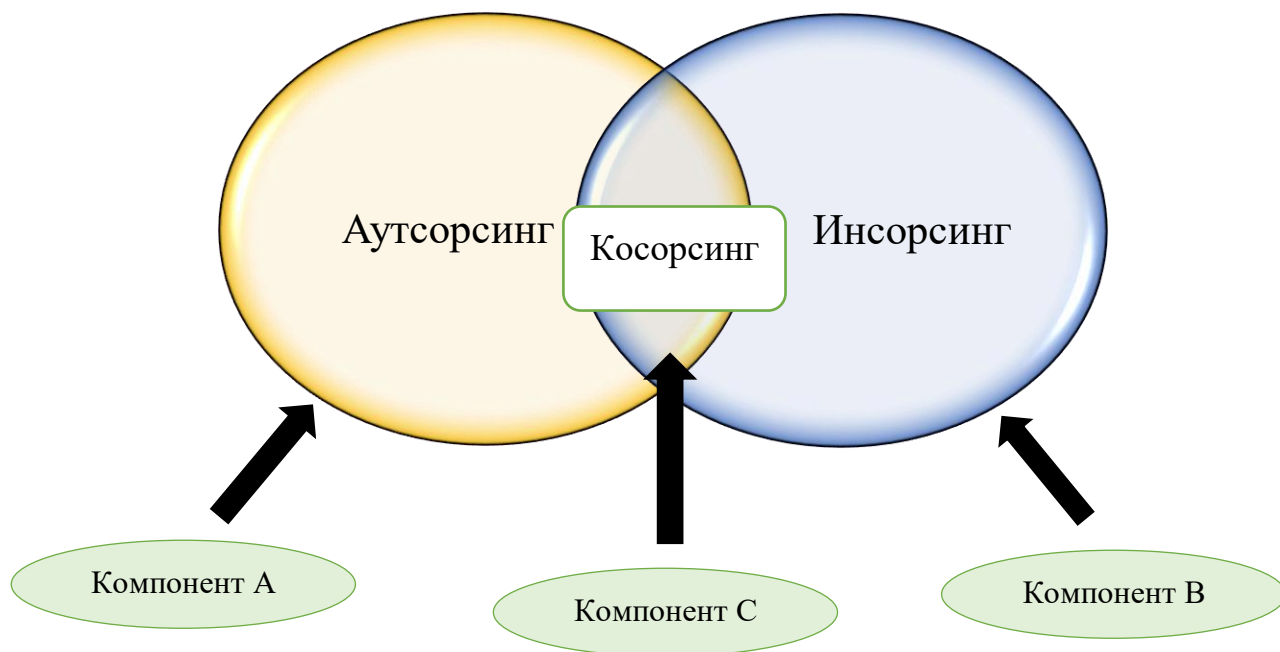 Аутсорсинг
Косорсинг
Инсорсинг
Компонент А
Компонент С
Компонент В